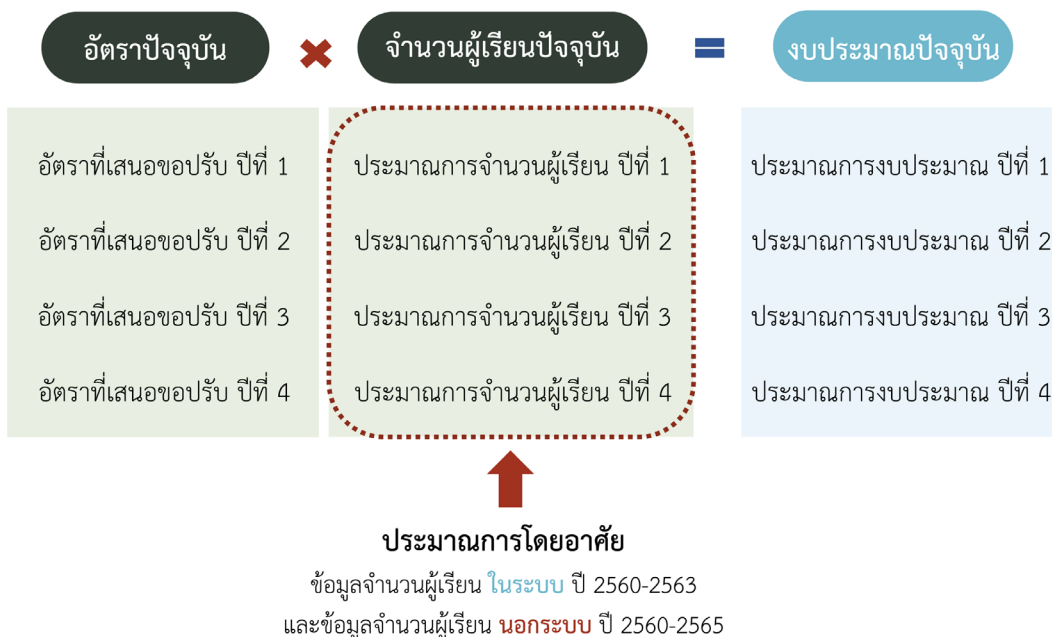 อัตราปัจจุบัน × จำนวนผู้เรียนปัจจุบัน = งบประมาณปัจจุบัน
อัตราที่เสนอขอปรับ ปีที่ 1 ประมาณการจำนวนผู้เรียน ปีที่ 1 ประมาณการงบประมาณ ปีที่ 1
อัตราที่เสนอขอปรับ ปีที่ 2 ประมาณการจำนวนผู้เรียน ปีที่ 2 ประมาณการงบประมาณ ปีที่ 2
อัตราที่เสนอขอปรับ ปีที่ 3 ประมาณการจำนวนผู้เรียน ปีที่ 3 ประมาณการงบประมาณ ปีที่ 3
อัตราที่เสนอขอปรับ ปีที่ 4 ประมาณการจำนวนผู้เรียน ปีที่ 4 ประมาณการงบประมาณ ปีที่ 4
ประมาณการโดยอาศัย
ข้อมูลจำนวนผู้เรียน ในระบบ ปี 2560-2563
และข้อมูลจำนวนผู้เรียน นอกระบบ ปี 2560-2565